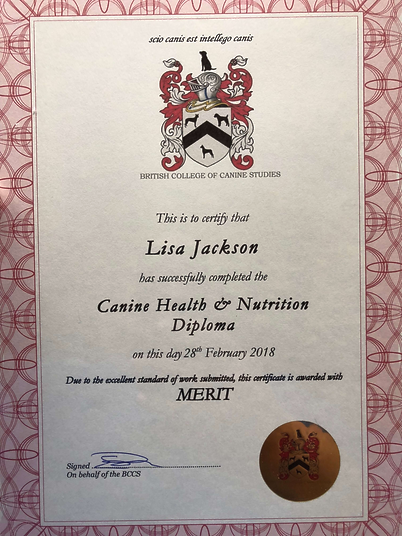 scio canis est intellego canis
BRITISH COLLEGE OF CANINE STUDIES
This is to certify that
Lisa Jackson
has successfully completed the
Canine Health & Nutrition
Diploma
on this day 28th February 2018
Due to the excellent standard of work submitted, this certificate is awarded with
MERIT
Signed
On behalf of the BCCS